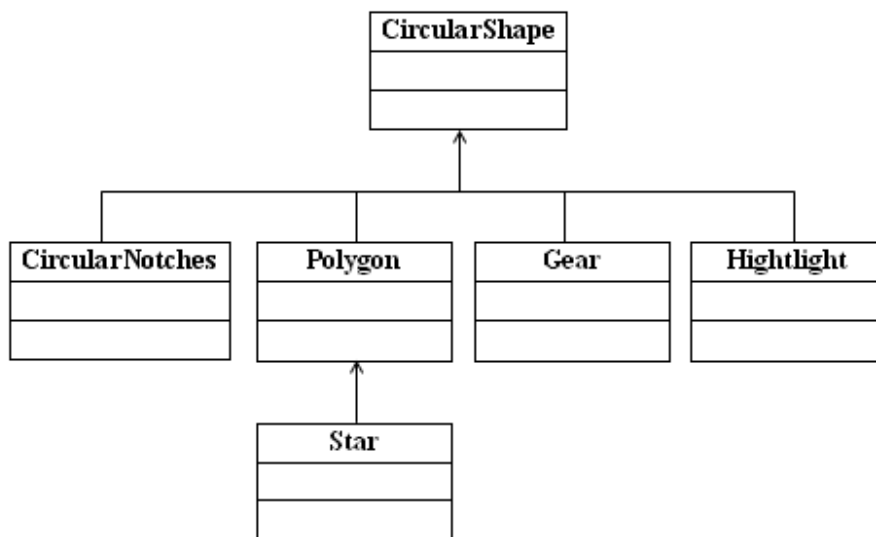 CircularShape
CircularNotches
Polygon
Gear
Hightlight
Star